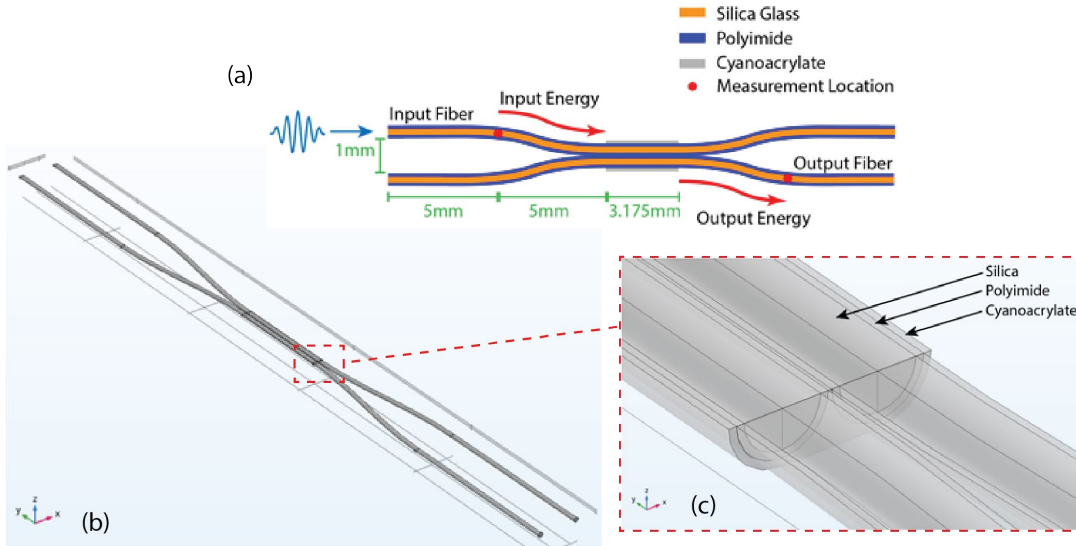 Silica Glass
Polyimide
Cyanoacrylate
Measurement Location
(a)
Input Fiber
Input Energy
1mm
Output Fiber
5mm
5mm
3.175mm
Output Energy
Silica
Polyimide
Cyanoacrylate
z
y
x
(b)
z
y
x
(c)